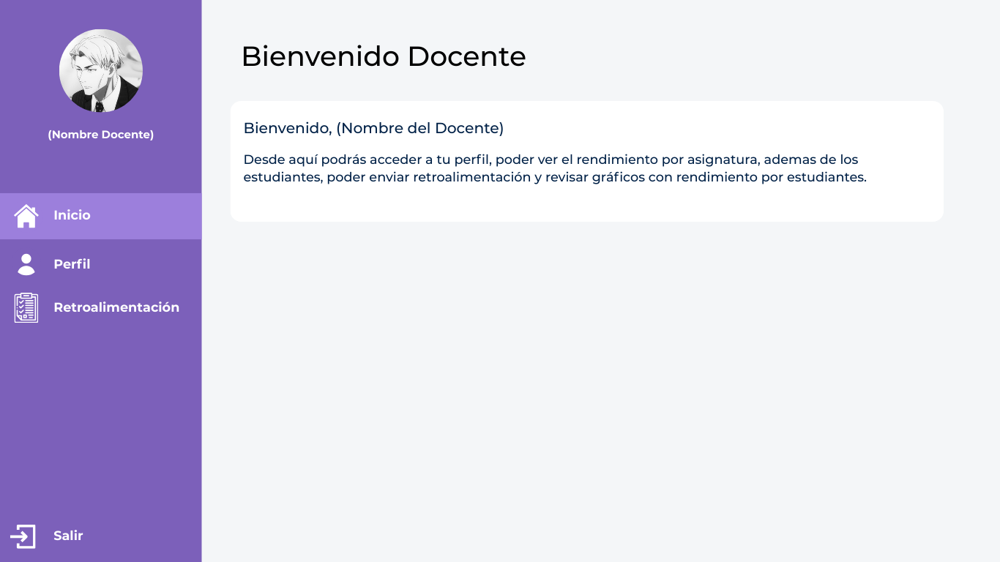 (Nombre Docente)
Inicio
Perfil
Retroalimentación
Salir
Bienvenido Docente
Bienvenido, (Nombre del Docente)
Desde aquí podrás acceder a tu perfil, poder ver el rendimiento por asignatura, ademas de los
estudiantes, poder enviar retroalimentación y revisar gráficos con rendimiento por estudiantes.